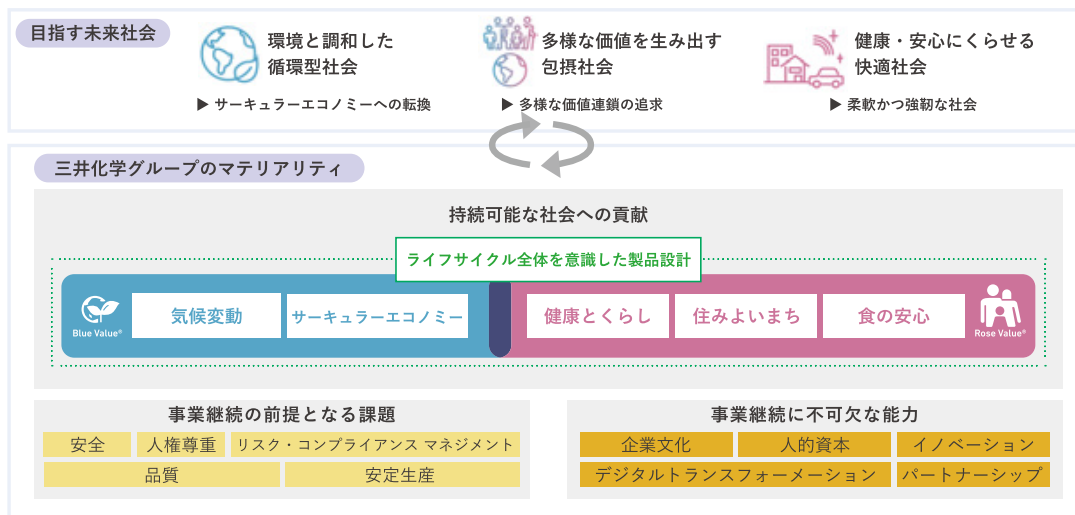 目指す未来社会
環境と調和した
循環型社会
▶ サーキュラーエコノミーへの転換
多様な価値を生み出す
包摂社会
▶ 多様な価値連鎖の追求
健康・安心にくらせる
快適社会
▶ 柔軟かつ強靭な社会
三井化学グループのマテリアリティ
持続可能な社会への貢献
ライフサイクル全体を意識した製品設計
Blue Value®
気候変動
サーキュラーエコノミー
健康とくらし
住みよいまち
食の安心
Rose Value®
事業継続の前提となる課題
安全
人権尊重
リスク・コンプライアンス マネジメント
品質
安定生産
事業継続に不可欠な能力
企業文化
人的資本
イノベーション
デジタルトランスフォーメーション
パートナーシップ